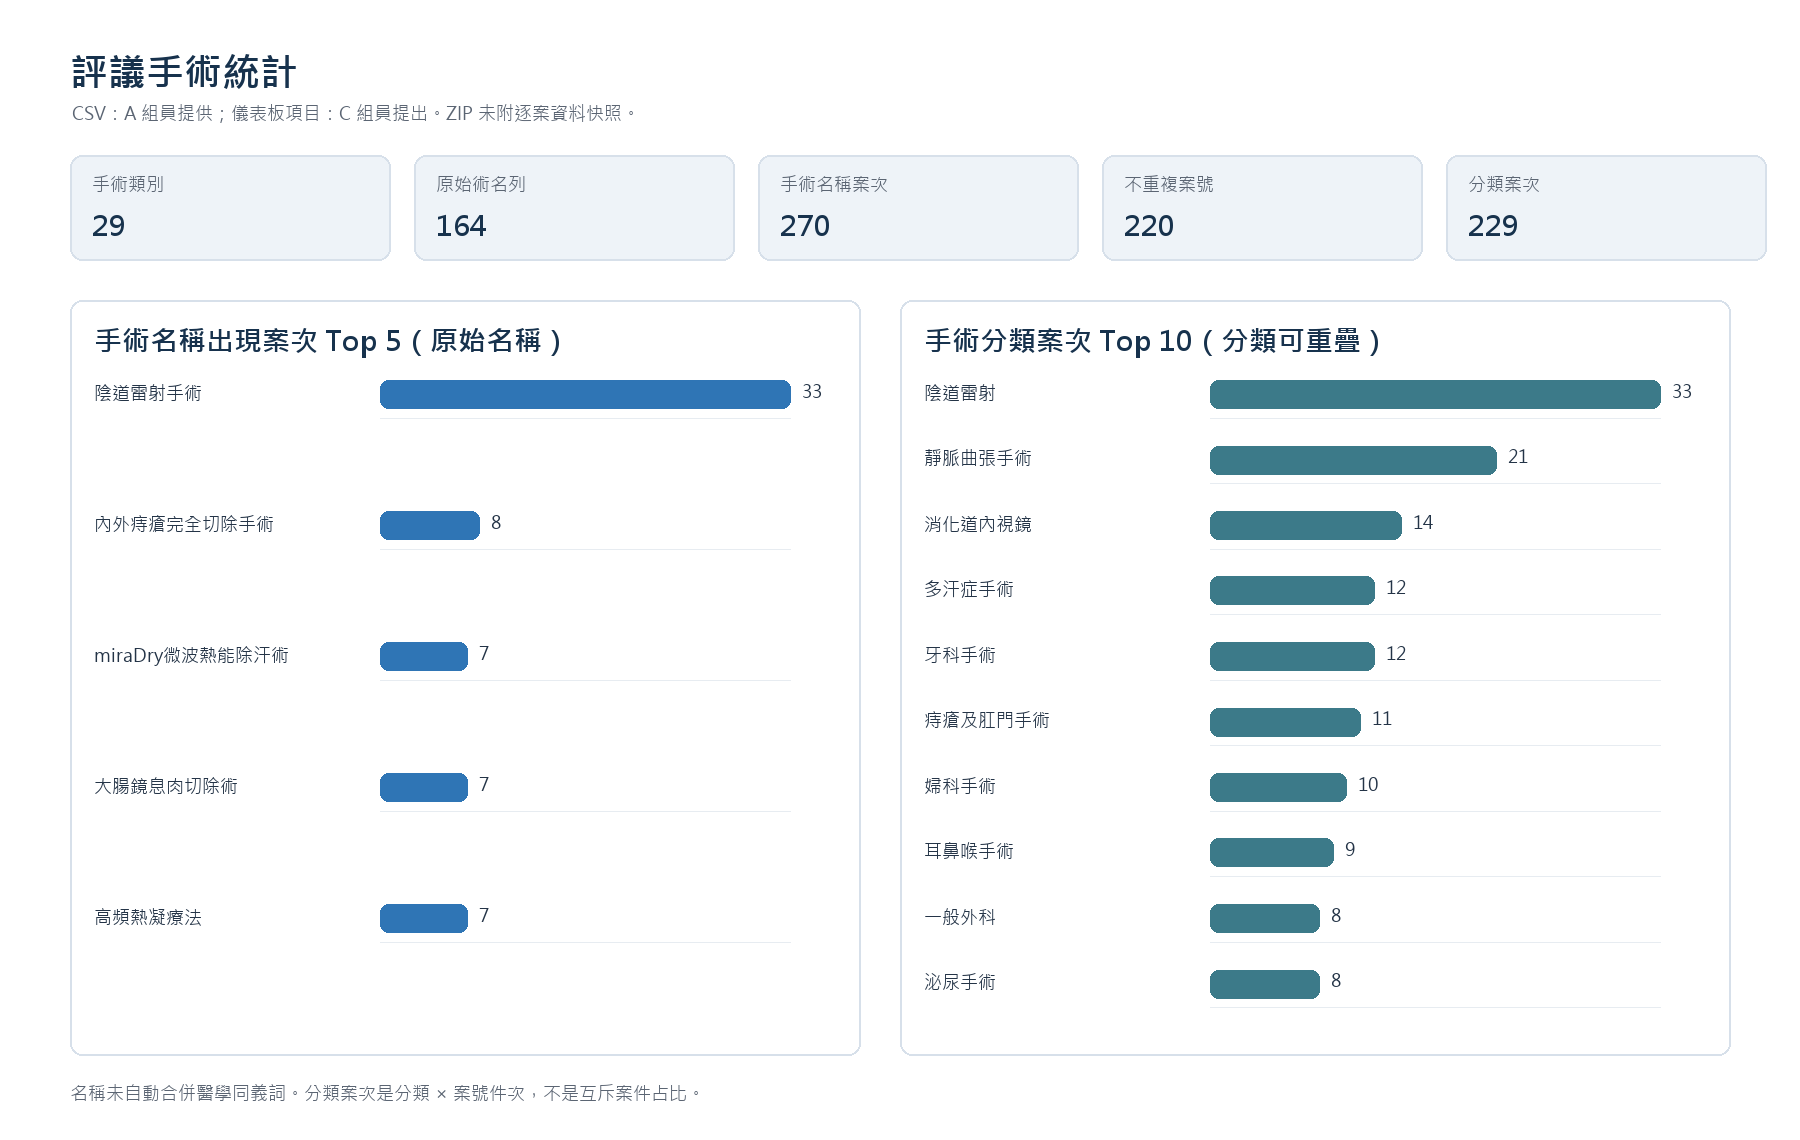 評議手術統計
CSV：A 組員提供；儀表板項目：C 組員提出。ZIP 未附逐案資料快照。
手術類別
29
原始術名列
164
手術名稱案次
270
不重複案號
220
分類案次
229
手術名稱出現案次 Top 5（原始名稱）
陰道雷射手術 33
內外痔瘡完全切除手術 8
miraDry微波熱能除汗術 7
大腸鏡息肉切除術 7
高頻熱凝療法 7
手術分類案次 Top 10（分類可重疊）
陰道雷射 33
靜脈曲張手術 21
消化道內視鏡 14
多汗症手術 12
牙科手術 12
痔瘡及肛門手術 11
婦科手術 10
耳鼻喉手術 9
一般外科 8
泌尿手術 8
名稱未自動合併醫學同義詞。分類案次是分類 × 案號件次，不是互斥案件占比。